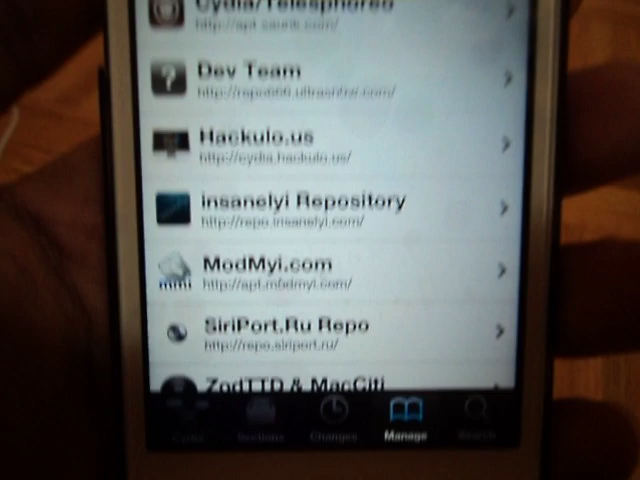 Cydia/Telesphoreo
http://apt.saurik.com/
Dev Team
http://repo666.ultrasn0w.com/
Hackulo.us
http://cydia.hackulo.us/
insanelyi Repository
http://repo.insanelyi.com/
ModMyi.com
http://apt.modmyi.com/
mmi
SiriPort.Ru Repo
http://repo.siriport.ru/
ZodTTD & MacCiti
Cydia Sections Changes Manage Search